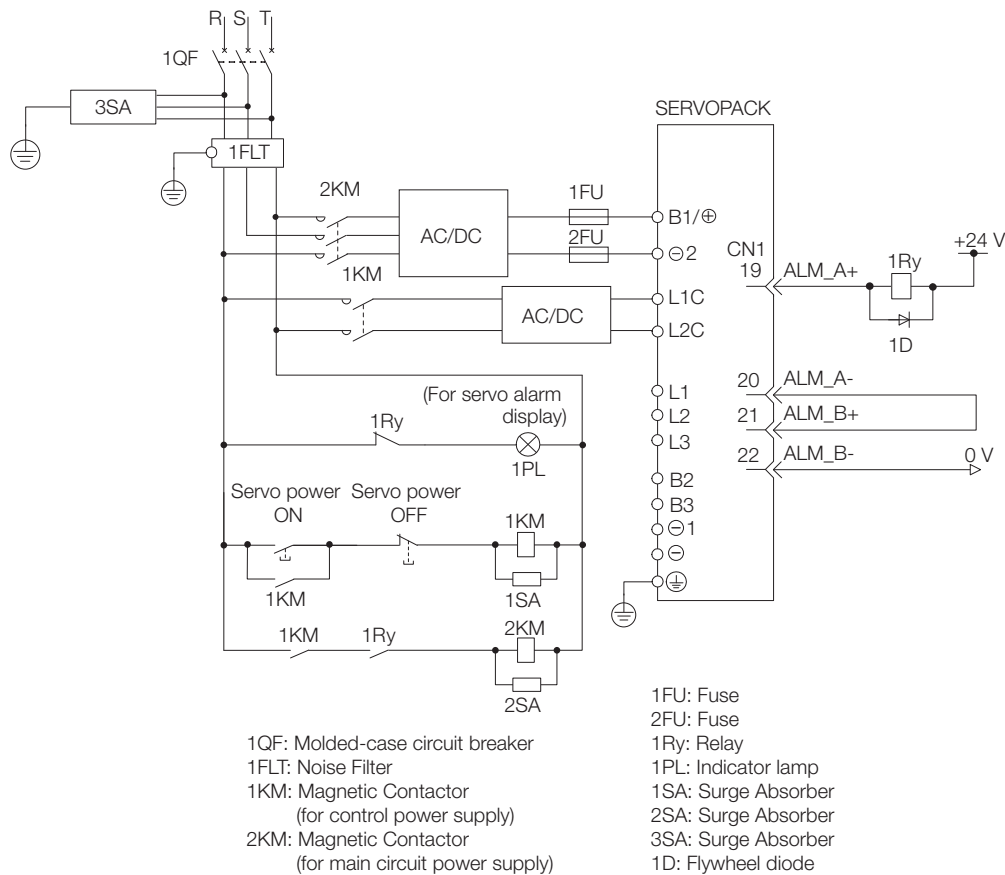 R S T
1QF
3SA
1FLT
SERVOPACK
2KM
1FU
B1/⊕
AC/DC
2FU
⊖2
CN1
+24 V
1KM
19 ALM_A+
1Ry
L1C
AC/DC
L2C
1D
20 ALM_A-
L1
(For servo alarm
display)
21 ALM_B+
L2
1Ry
L3
22 ALM_B-
0 V
1PL
B2
Servo power
ON
Servo power
OFF
B3
1KM
⊖1
⊖
1KM
1SA
1KM
1Ry
2KM
2SA
1QF: Molded-case circuit breaker
1FLT: Noise Filter
1KM: Magnetic Contactor
(for control power supply)
2KM: Magnetic Contactor
(for main circuit power supply)
1FU: Fuse
2FU: Fuse
1Ry: Relay
1PL: Indicator lamp
1SA: Surge Absorber
2SA: Surge Absorber
3SA: Surge Absorber
1D: Flywheel diode